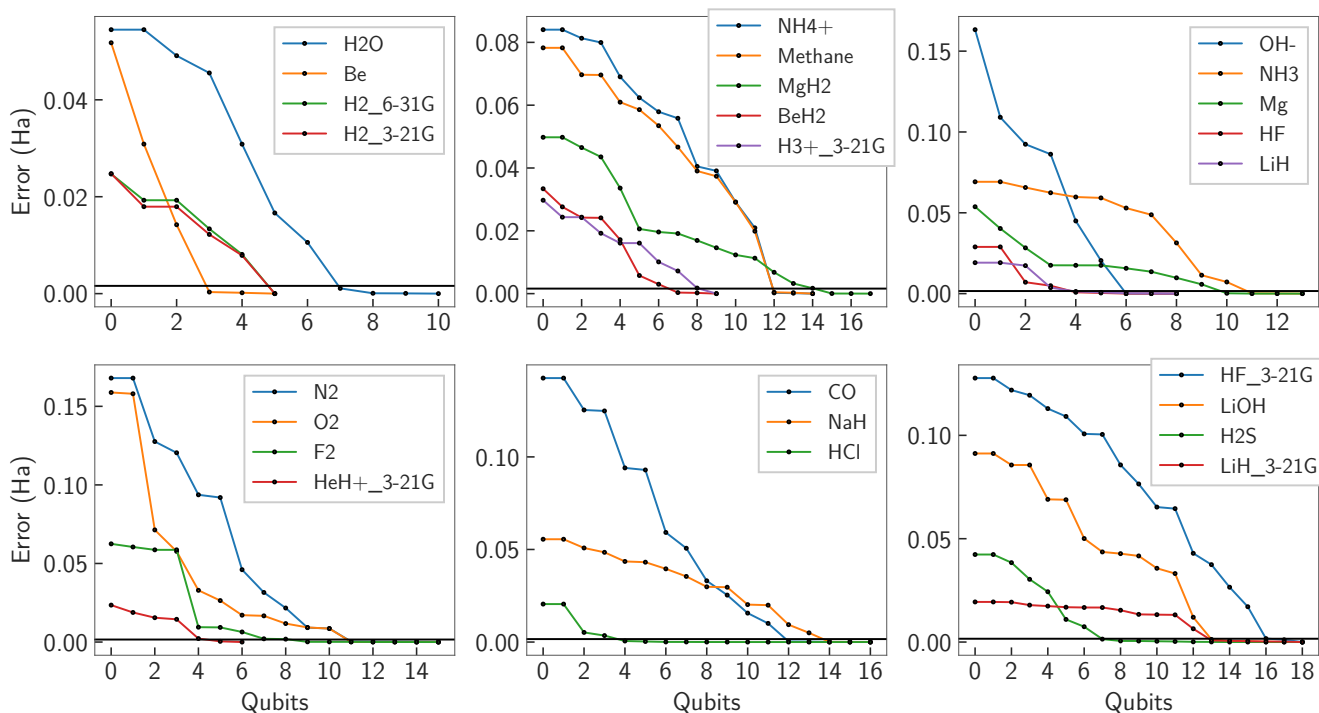 Error (Ha)
0.04
0.02
0.00
0 2 4 6 8 10
H2O
Be
H2_6-31G
H2_3-21G
0.08
0.06
0.04
0.02
0.00
0 2 4 6 8 10 12 14 16
NH4+
Methane
MgH2
BeH2
H3+_3-21G
0.15
0.10
0.05
0.00
0 2 4 6 8 10 12
OH-
NH3
Mg
HF
LiH
Error (Ha)
0.15
0.10
0.05
0.00
0 2 4 6 8 10 12 14
Qubits
N2
O2
F2
HeH+_3-21G
0.10
0.05
0.00
0 2 4 6 8 10 12 14 16
Qubits
CO
NaH
HCl
0.10
0.05
0.00
0 2 4 6 8 10 12 14 16 18
Qubits
HF_3-21G
LiOH
H2S
LiH_3-21G